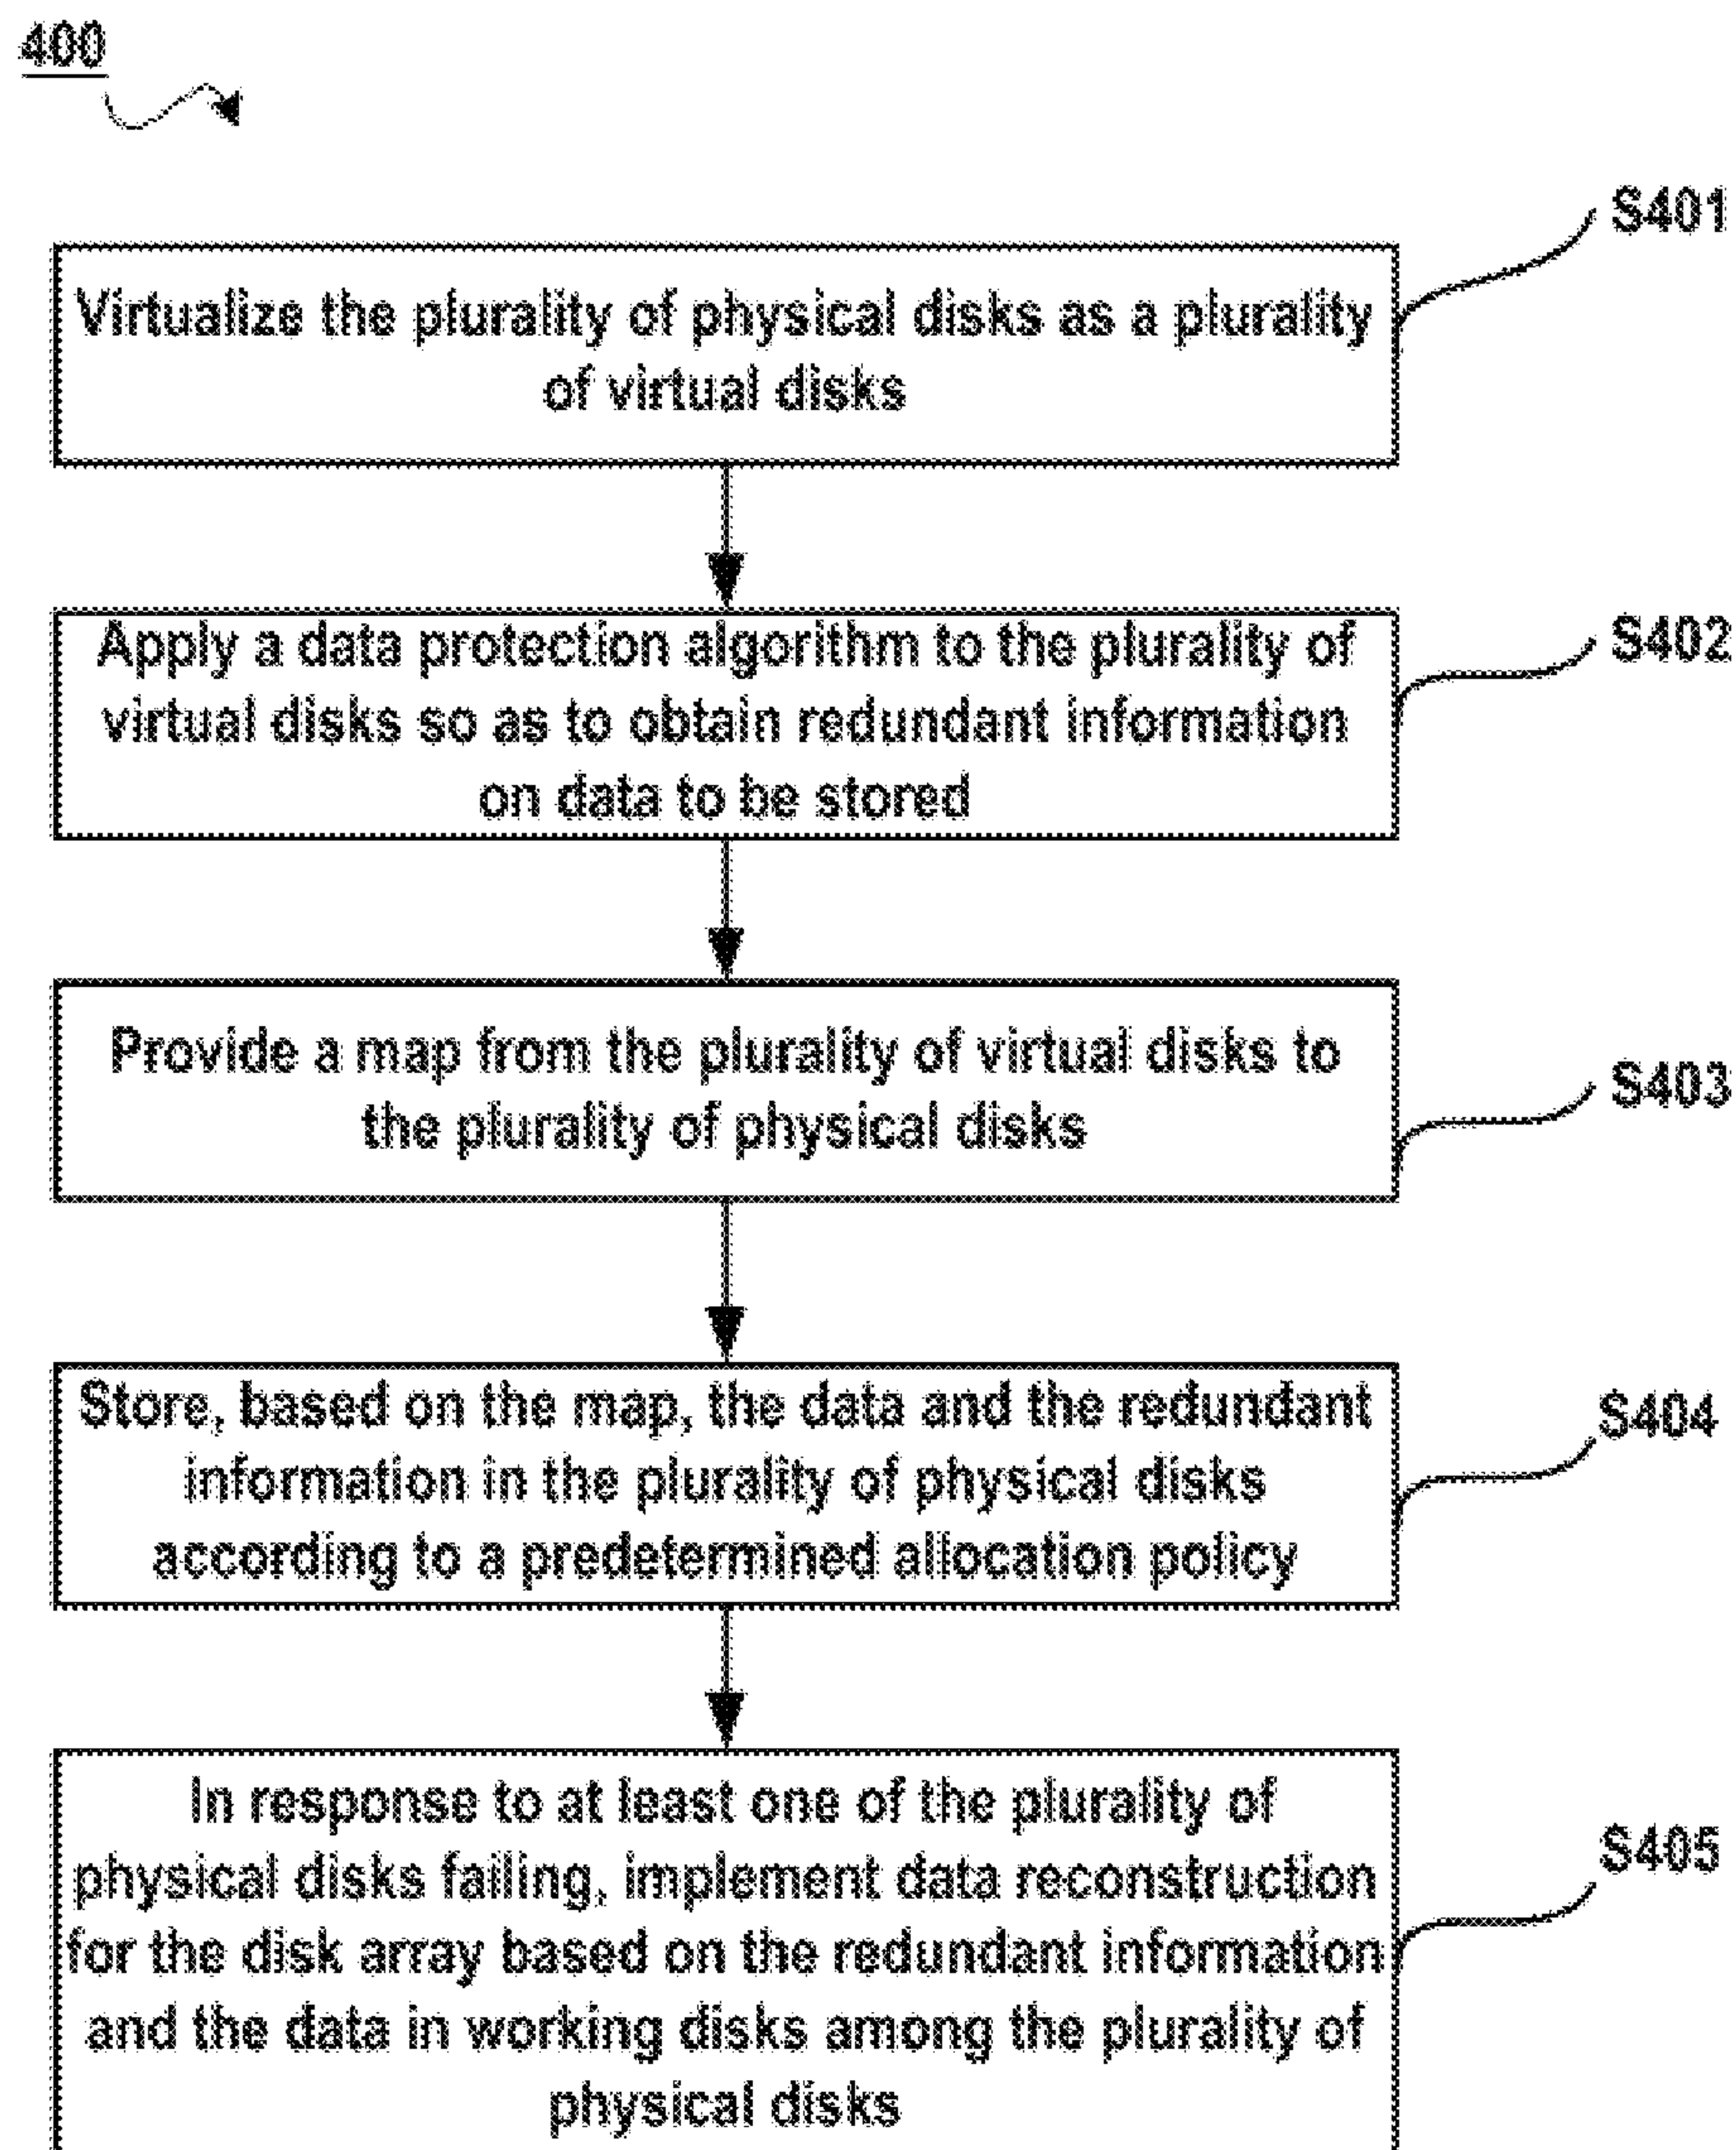 400
S401
Virtualize the plurality of physical disks as a plurality
of virtual disks
S402
Apply a data protection algorithm to the plurality of
virtual disks so as to obtain redundant information
on data to be stored
Provide a map from the plurality of virtual disks to
the plurality of physical disks
S403
Store, based on the map, the data and the redundant
information in the plurality of physical disks
according to a predetermined allocation policy
S404
In response to at least one of the plurality of
physical disks failing, implement data reconstruction
for the disk array based on the redundant information
and the data in working disks among the plurality of
physical disks
S405